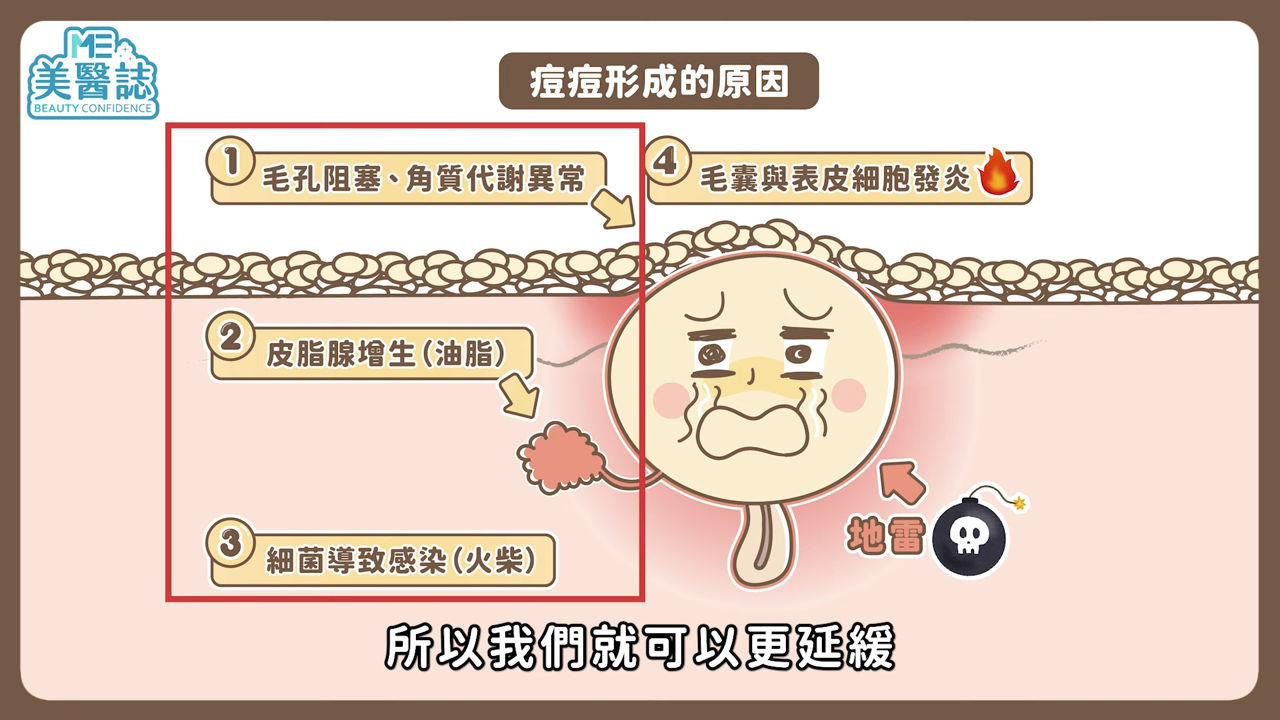 ME
美醫誌
BEAUTY CONFIDENCE
痘痘形成的原因
1 毛孔阻塞、角質代謝異常
4 毛囊與表皮細胞發炎
2 皮脂腺增生(油脂)
3 細菌導致感染(火柴)
地雷
所以我們就可以更延緩